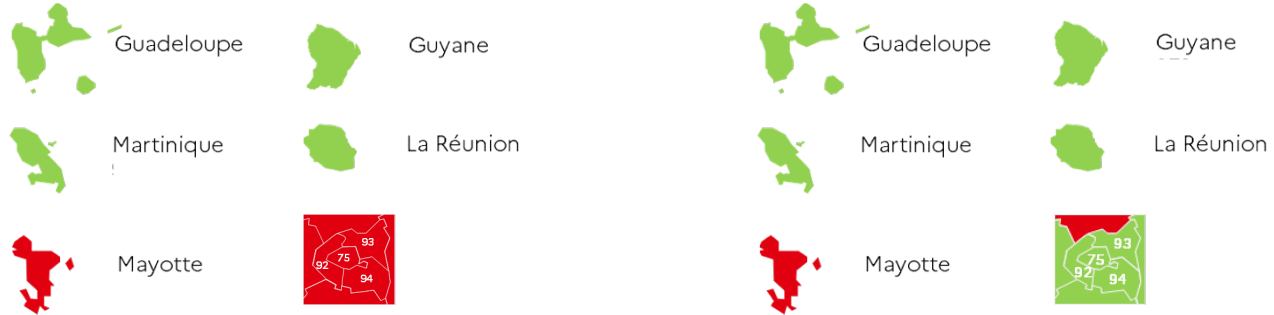 Guadeloupe
Guyane
Martinique
La Réunion
Mayotte
93
75
92
94
Guadeloupe
Guyane
Martinique
La Réunion
Mayotte
93
75
92
94